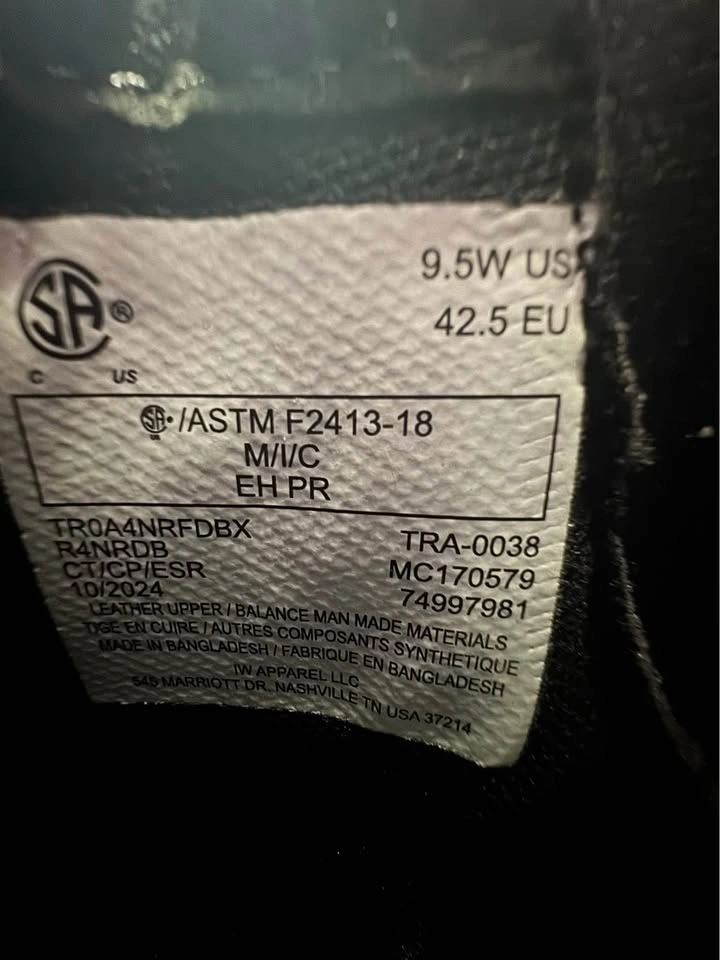 SA®
C US
9.5W US
42.5 EU
SA /ASTM F2413-18
M/I/C
EH PR
TR0A4NRFDBX
R4NRDB
CT/CP/ESR
10/2024
TRA-0038
MC170579
74997981
LEATHER UPPER / BALANCE MAN MADE MATERIALS
TIGE EN CUIRE / AUTRES COMPOSANTS SYNTHETIQUE
MADE IN BANGLADESH / FABRIQUE EN BANGLADESH
IW APPAREL LLC
545 MARRIOTT DR. NASHVILLE TN USA 37214